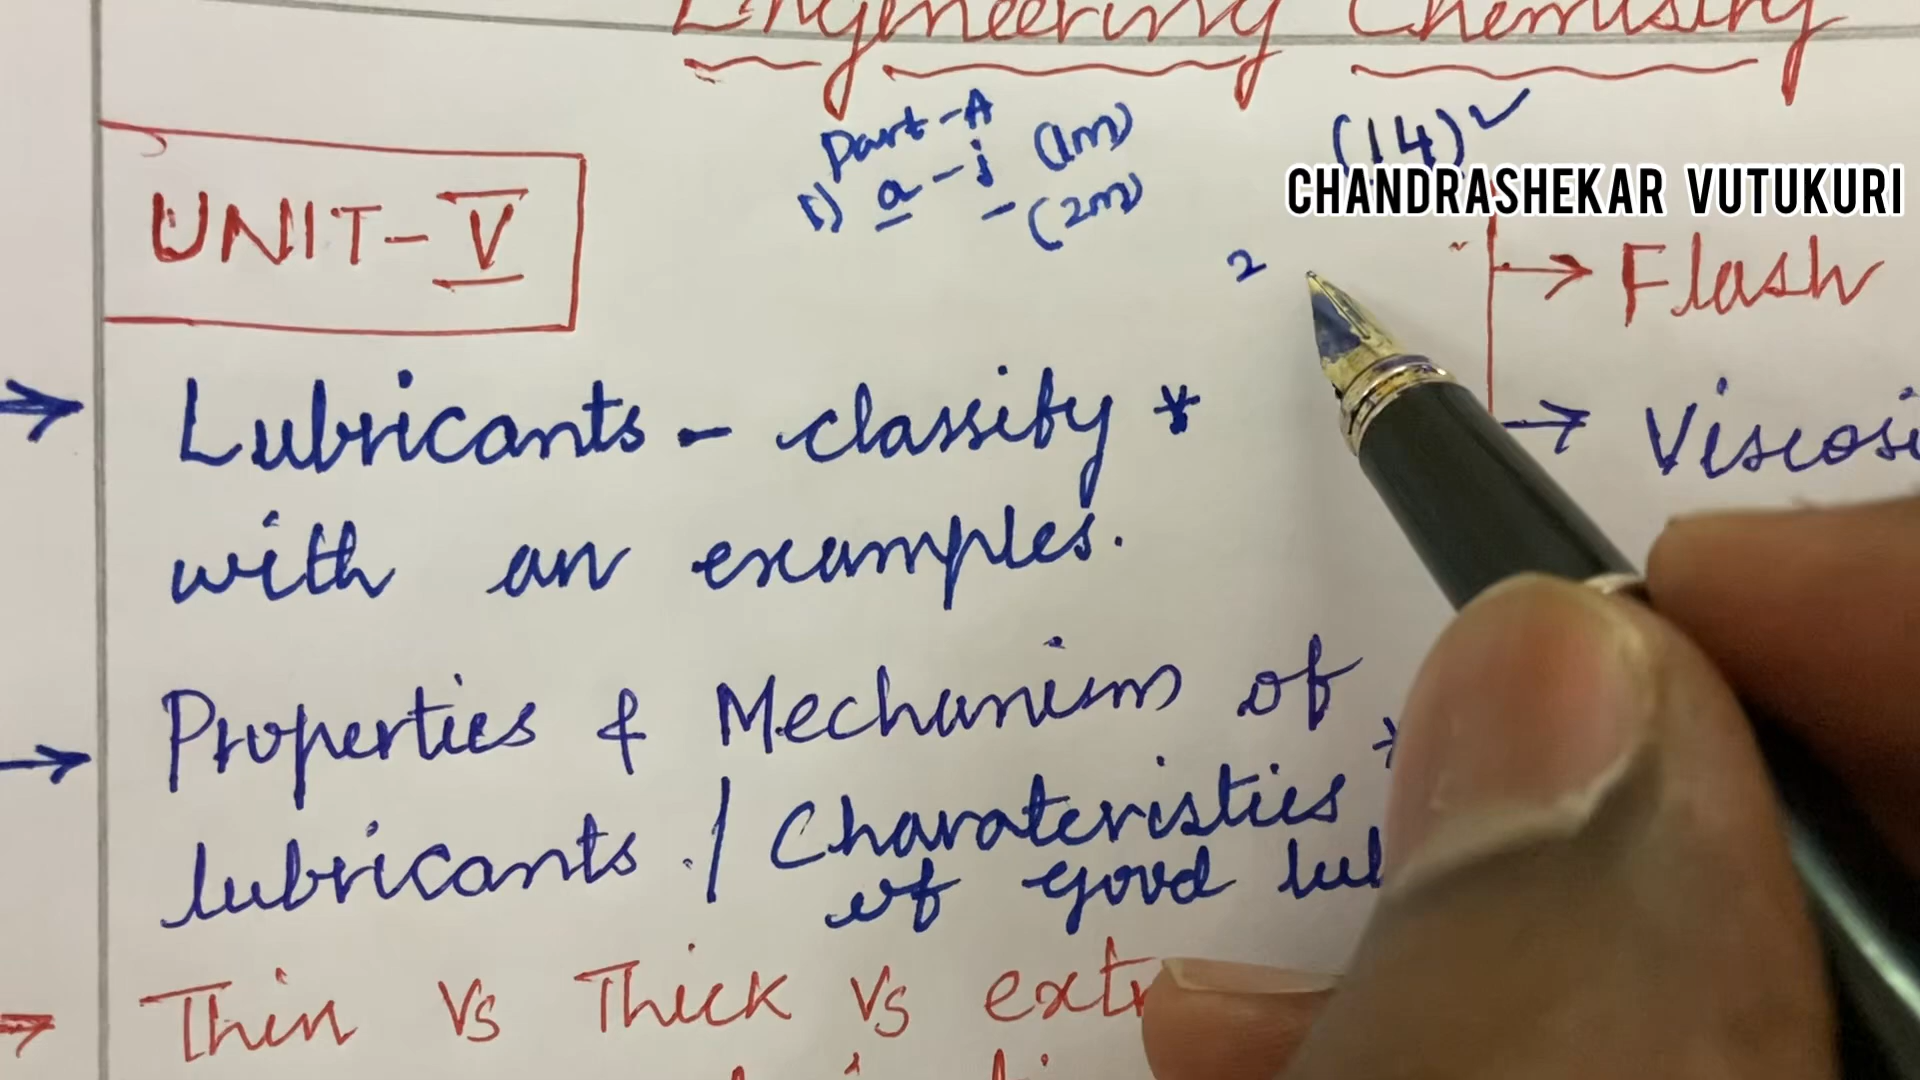 Engineering Chemistry
Part-A
1) a - j (1m)
- (2m)
(14) ✓
CHANDRASHEKAR VUTUKURI
2
UNIT-V
→ Flash
→ Lubricants - classify *
with an examples.
→ Viscosi
→ Properties & Mechanism of
lubricants. / Charateristics *
of good lub
→ Thin Vs Thick Vs extr